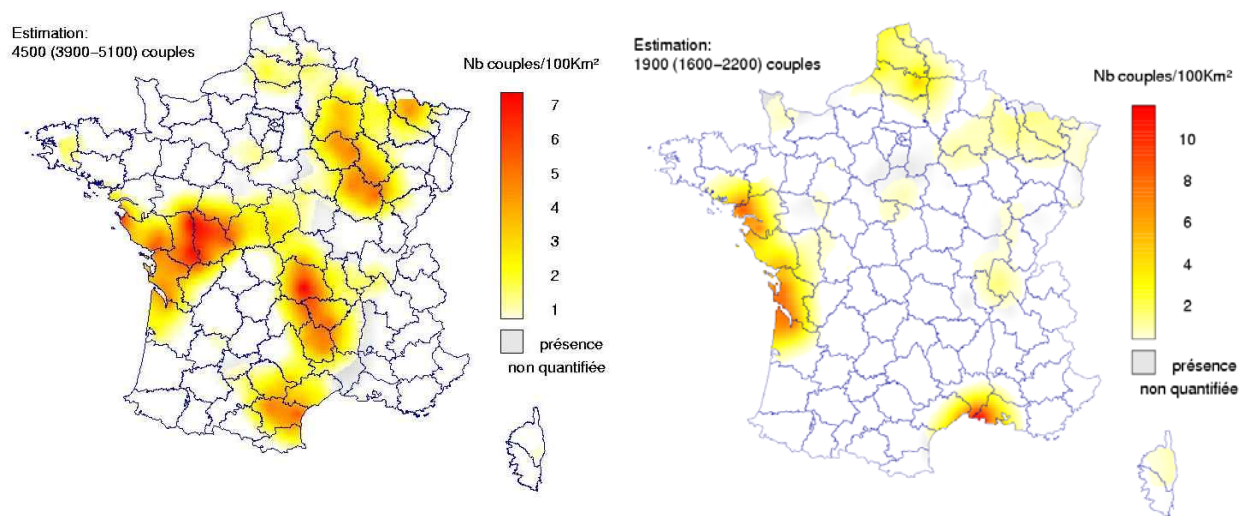 Estimation:
4500 (3900–5100) couples
Nb couples/100Km²
7
6
5
4
3
2
1
présence
non quantifiée
Estimation:
1900 (1600–2200) couples
Nb couples/100Km²
10
8
6
4
2
présence
non quantifiée